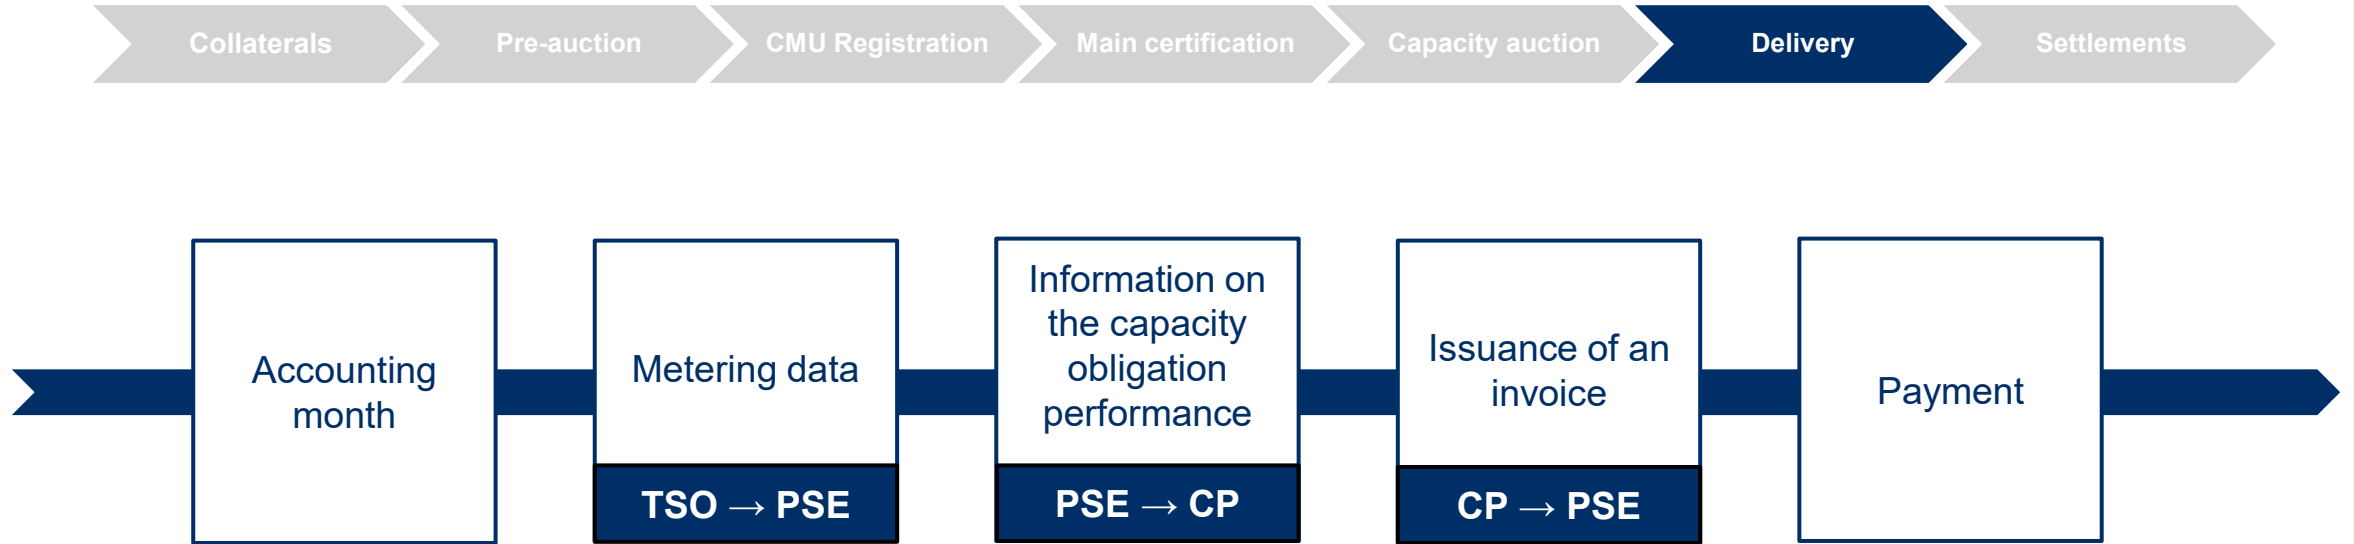 Collaterals
Pre-auction
CMU Registration
Main certification
Capacity auction
Delivery
Settlements
Accounting
month
Metering data
TSO → PSE
Information on
the capacity
obligation
performance
PSE → CP
Issuance of an
invoice
CP → PSE
Payment